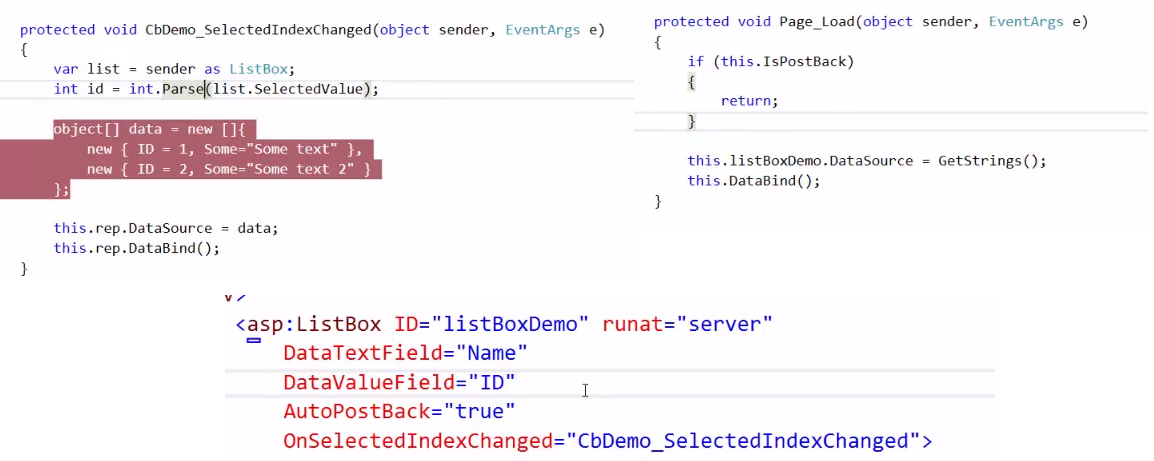 protected void CbDemo_SelectedIndexChanged(object sender, EventArgs e)
{
    var list = sender as ListBox;
    int id = int.Parse(list.SelectedValue);
    object[] data = new []{
        new { ID = 1, Some="Some text" },
        new { ID = 2, Some="Some text 2" }
    };
    this.rep.DataSource = data;
    this.rep.DataBind();
}
protected void Page_Load(object sender, EventArgs e)
{
    if (this.IsPostBack)
    {
        return;
    }
    this.listBoxDemo.DataSource = GetStrings();
    this.DataBind();
}
<asp:ListBox ID="listBoxDemo" runat="server"
    DataTextField="Name"
    DataValueField="ID"
    AutoPostBack="true"
    OnSelectedIndexChanged="CbDemo_SelectedIndexChanged">